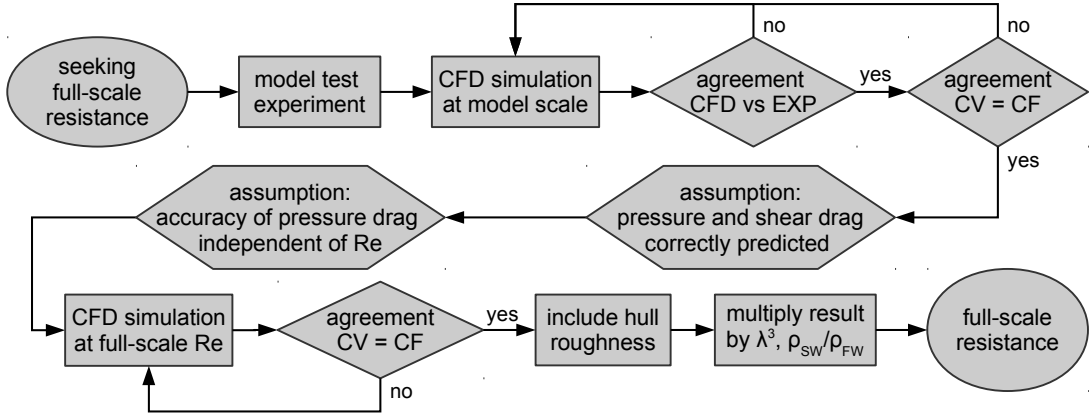 seeking
full-scale
resistance
model test
experiment
CFD simulation
at model scale
agreement
CFD vs EXP
no
yes
agreement
CV = CF
no
yes
assumption:
pressure and shear drag
correctly predicted
assumption:
accuracy of pressure drag
independent of Re
CFD simulation
at full-scale Re
agreement
CV = CF
no
yes
include hull
roughness
multiply result
by λ³, ρSW/ρFW
full-scale
resistance